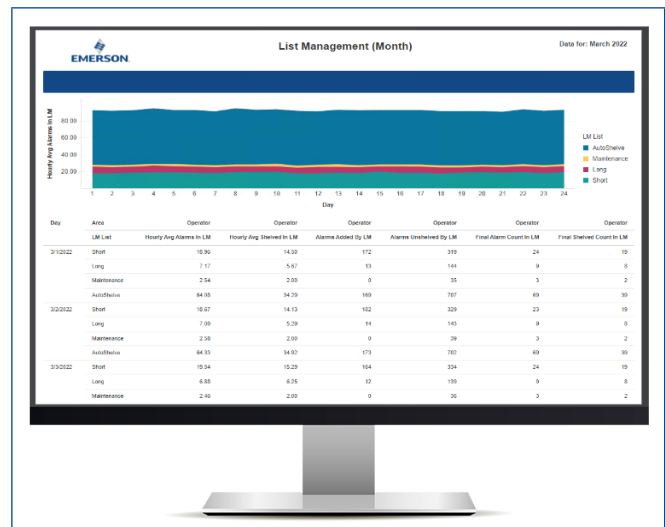 EMERSON.
List Management (Month)
Data for: March 2022
Hourly Avg Alarms In LM
80.00
60.00
40.00
20.00
1 2 3 4 5 6 7 8 9 10 11 12 13 14 15 16 17 18 19 20 21 22 23 24
Day
LM List
AutoShelve
Maintenance
Long
Short
Day Area Operator Operator Operator Operator Operator Operator
LM List Hourly Avg Alarms In LM Hourly Avg Shelved In LM Alarms Added By LM Alarms Unshelved By LM Final Alarm Count In LM Final Shelved Count In LM
3/1/2022 Short 18.96 14.50 172 319 24 19
Long 7.17 5.67 13 144 9 8
Maintenance 2.54 2.00 0 35 3 2
AutoShelve 64.08 34.29 169 787 69 39
3/2/2022 Short 18.67 14.13 182 329 23 19
Long 7.00 5.29 14 143 9 8
Maintenance 2.58 2.00 0 39 3 2
AutoShelve 64.33 34.92 173 782 69 39
3/3/2022 Short 19.54 15.29 164 334 24 19
Long 6.88 6.25 12 139 9 8
Maintenance 2.46 2.00 0 36 3 2